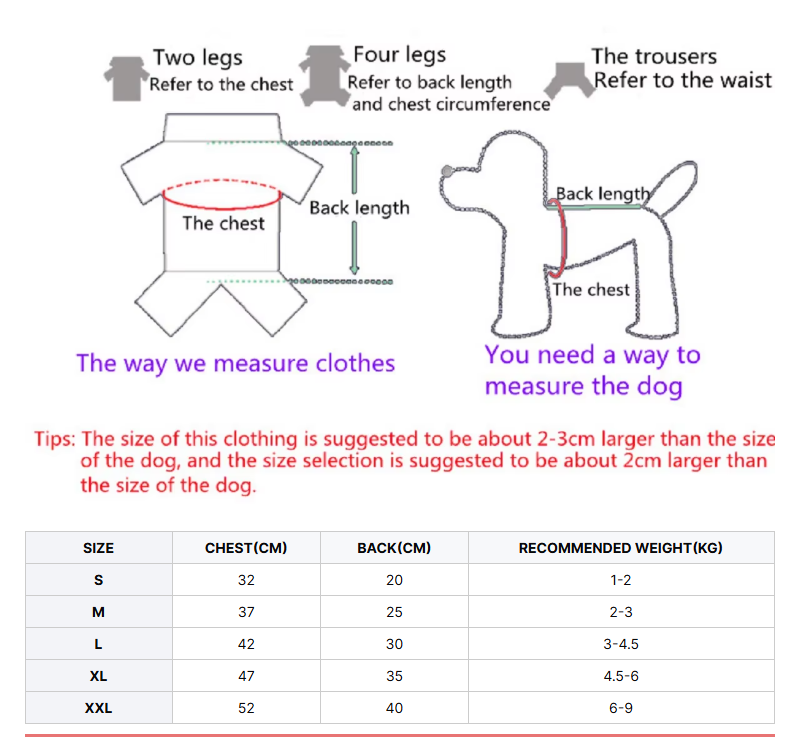 Two legs
Refer to the chest
Four legs
Refer to back length
and chest circumference
The trousers
Refer to the waist
The chest
Back length
Back length
The chest
The way we measure clothes
You need a way to
measure the dog
Tips: The size of this clothing is suggested to be about 2-3cm larger than the size
of the dog, and the size selection is suggested to be about 2cm larger than
the size of the dog.
SIZE CHEST(CM) BACK(CM) RECOMMENDED WEIGHT(KG)
S 32 20 1-2
M 37 25 2-3
L 42 30 3-4.5
XL 47 35 4.5-6
XXL 52 40 6-9